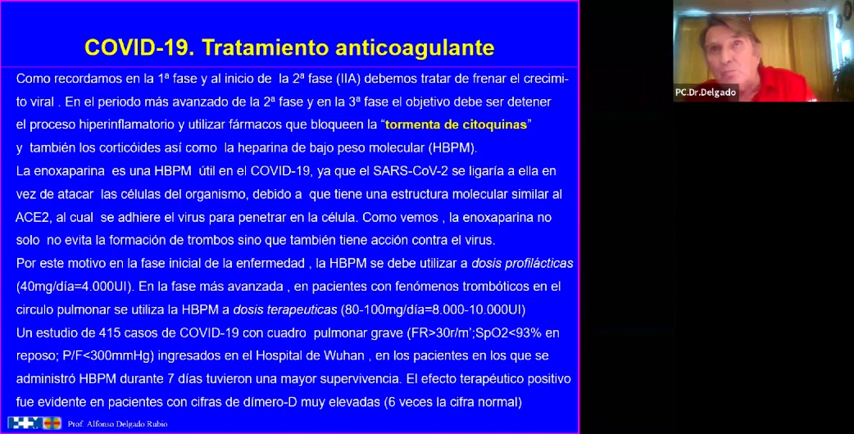 COVID-19. Tratamiento anticoagulante
Como recordamos en la 1ª fase y al inicio de la 2ª fase (IIA) debemos tratar de frenar el crecimi-
to viral . En el periodo más avanzado de la 2ª fase y en la 3ª fase el objetivo debe ser detener
el proceso hiperinflamatorio y utilizar fármacos que bloqueen la “tormenta de citoquinas”
y también los corticóides así como la heparina de bajo peso molecular (HBPM).
La enoxaparina es una HBPM útil en el COVID-19, ya que el SARS-CoV-2 se ligaría a ella en
vez de atacar las células del organismo, debido a que tiene una estructura molecular similar al
ACE2, al cual se adhiere el virus para penetrar en la célula. Como vemos , la enoxaparina no
solo no evita la formación de trombos sino que también tiene acción contra el virus.
Por este motivo en la fase inicial de la enfermedad , la HBPM se debe utilizar a dosis profilácticas
(40mg/día=4.000UI). En la fase más avanzada , en pacientes con fenómenos trombóticos en el
circulo pulmonar se utiliza la HBPM a dosis terapeuticas (80-100mg/día=8.000-10.000UI)
Un estudio de 415 casos de COVID-19 con cuadro pulmonar grave (FR>30r/m';SpO2<93% en
reposo; P/F<300mmHg) ingresados en el Hospital de Wuhan , en los pacientes en los que se
administró HBPM durante 7 días tuvieron una mayor supervivencia. El efecto terapéutico positivo
fue evidente en pacientes con cifras de dímero-D muy elevadas (6 veces la cifra normal)
Prof. Alfonso Delgado Rubio
PC.Dr.Delgado